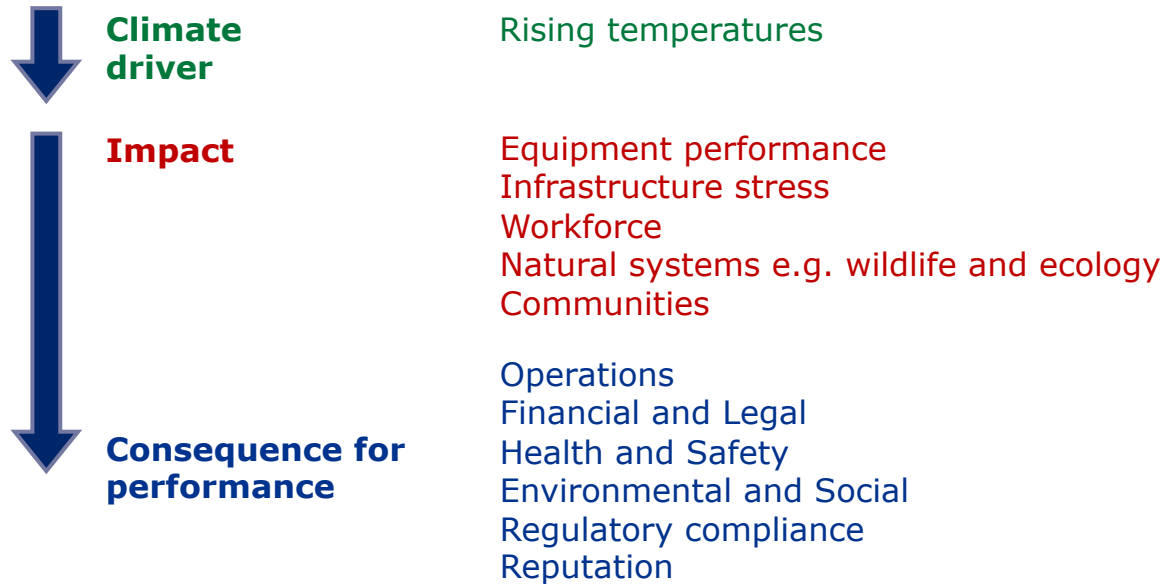 Climate
driver
Rising temperatures
Impact
Equipment performance
Infrastructure stress
Workforce
Natural systems e.g. wildlife and ecology
Communities
Consequence for
performance
Operations
Financial and Legal
Health and Safety
Environmental and Social
Regulatory compliance
Reputation